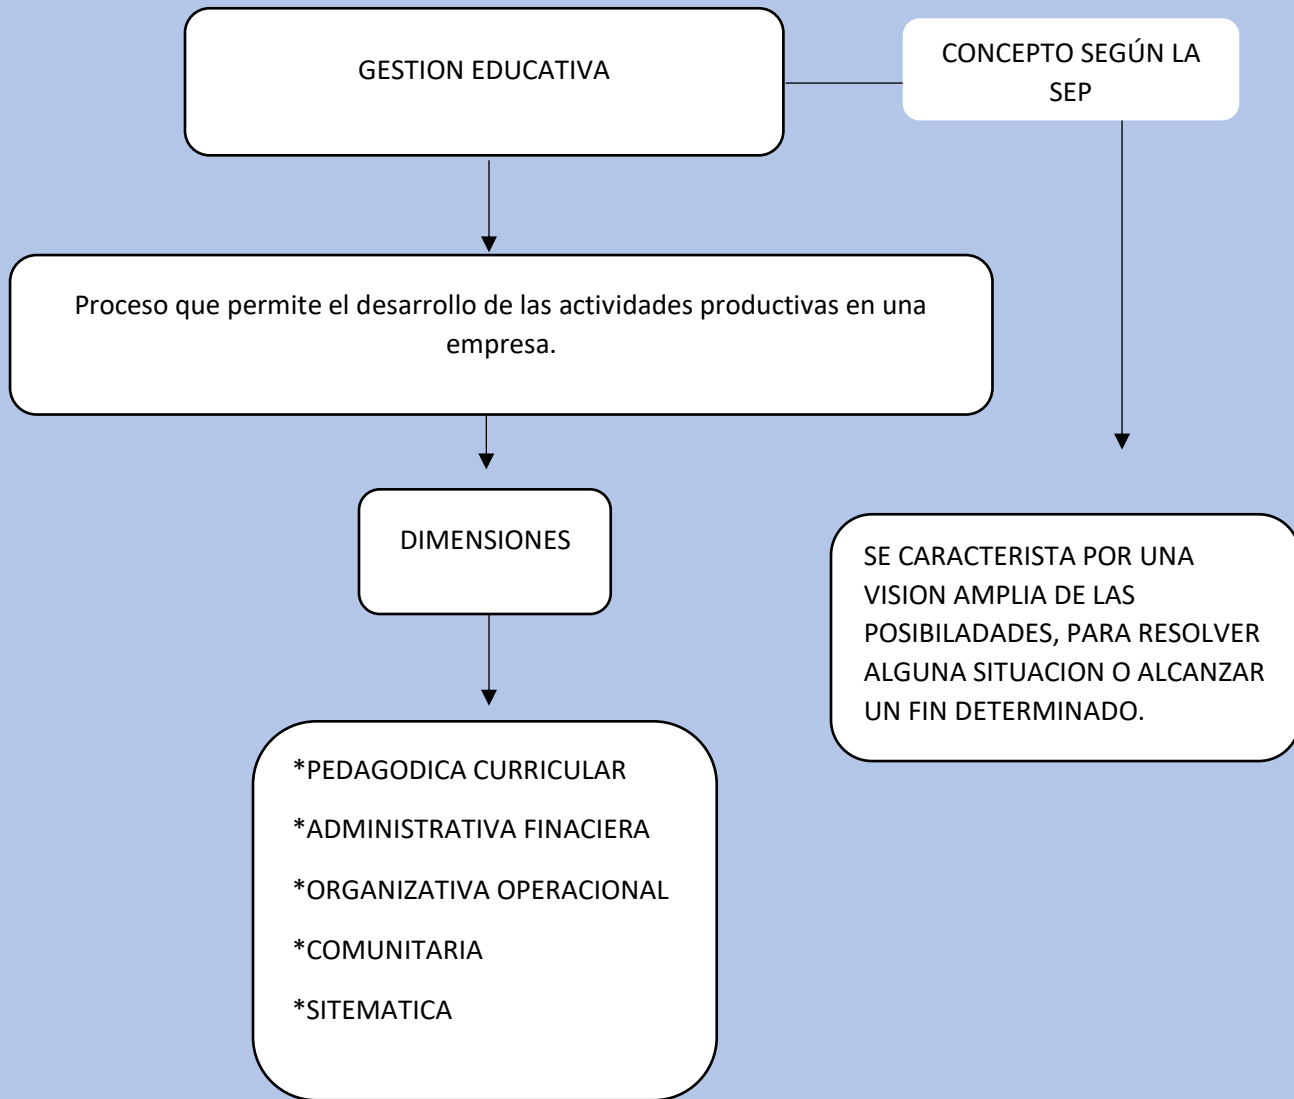 GESTION EDUCATIVA
CONCEPTO SEGÚN LA
SEP
Proceso que permite el desarrollo de las actividades productivas en una
empresa.
DIMENSIONES
SE CARACTERISTA POR UNA
VISION AMPLIA DE LAS
POSIBILADADES, PARA RESOLVER
ALGUNA SITUACION O ALCANZAR
UN FIN DETERMINADO.
*PEDAGODICA CURRICULAR
*ADMINISTRATIVA FINACIERA
*ORGANIZATIVA OPERACIONAL
*COMUNITARIA
*SITEMATICA